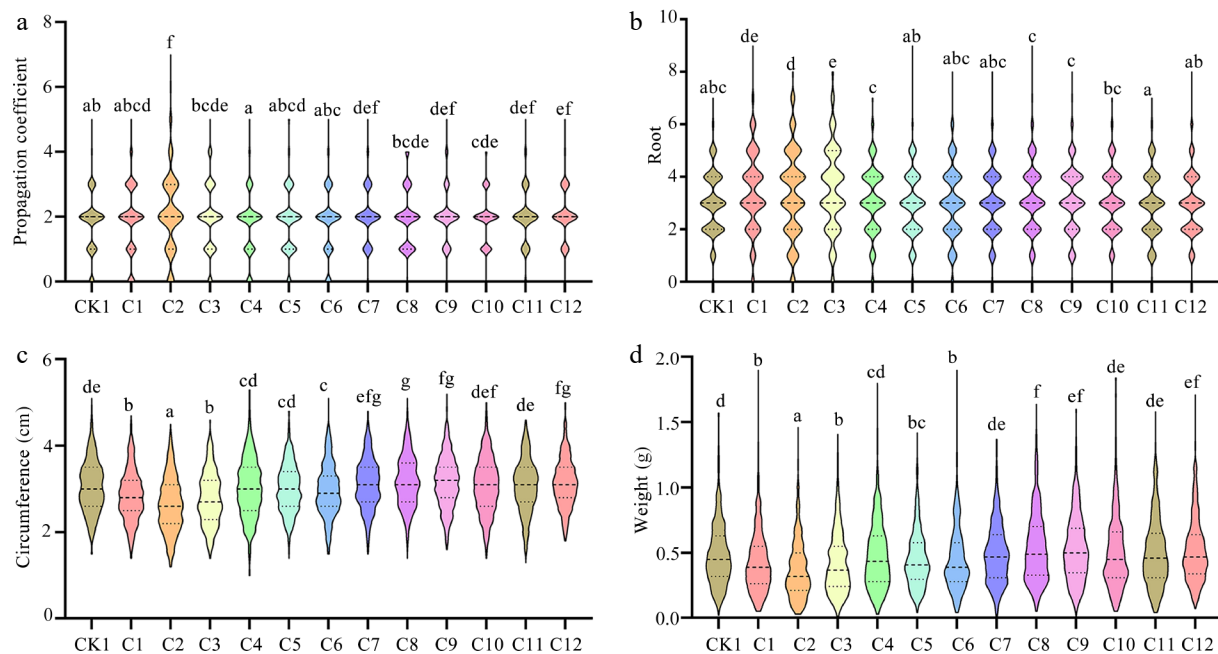 a
8
6
4
2
0
Propagation coefficient
ab abcd f bcde a abcd abc def bcde def cde def ef
CK1 C1 C2 C3 C4 C5 C6 C7 C8 C9 C10 C11 C12
b
10
8
6
4
2
0
Root
abc de d e c ab abc abc c c bc a ab
CK1 C1 C2 C3 C4 C5 C6 C7 C8 C9 C10 C11 C12
c
6
4
2
0
Circumference (cm)
de b a b cd cd c efg g fg def de fg
CK1 C1 C2 C3 C4 C5 C6 C7 C8 C9 C10 C11 C12
d
2.0
1.5
1.0
0.5
0.0
Weight (g)
d b a b cd bc b de f ef de de ef
CK1 C1 C2 C3 C4 C5 C6 C7 C8 C9 C10 C11 C12